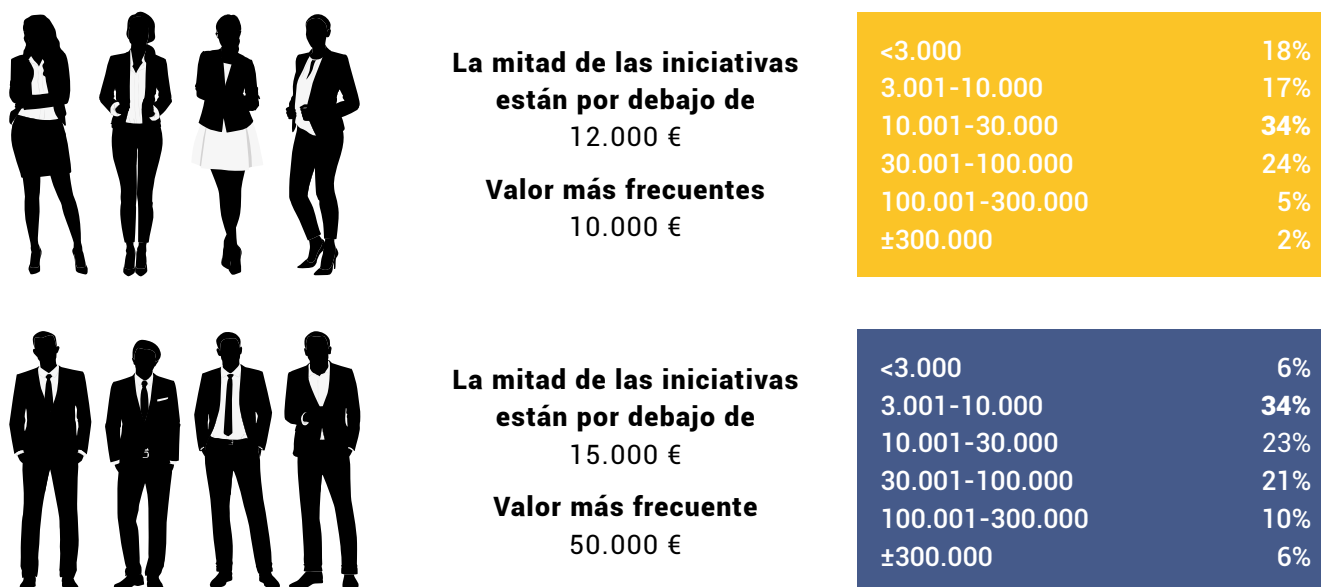 La mitad de las iniciativas
están por debajo de
12.000 €
Valor más frecuentes
10.000 €
<3.000 18%
3.001-10.000 17%
10.001-30.000 34%
30.001-100.000 24%
100.001-300.000 5%
±300.000 2%
La mitad de las iniciativas
están por debajo de
15.000 €
Valor más frecuente
50.000 €
<3.000 6%
3.001-10.000 34%
10.001-30.000 23%
30.001-100.000 21%
100.001-300.000 10%
±300.000 6%